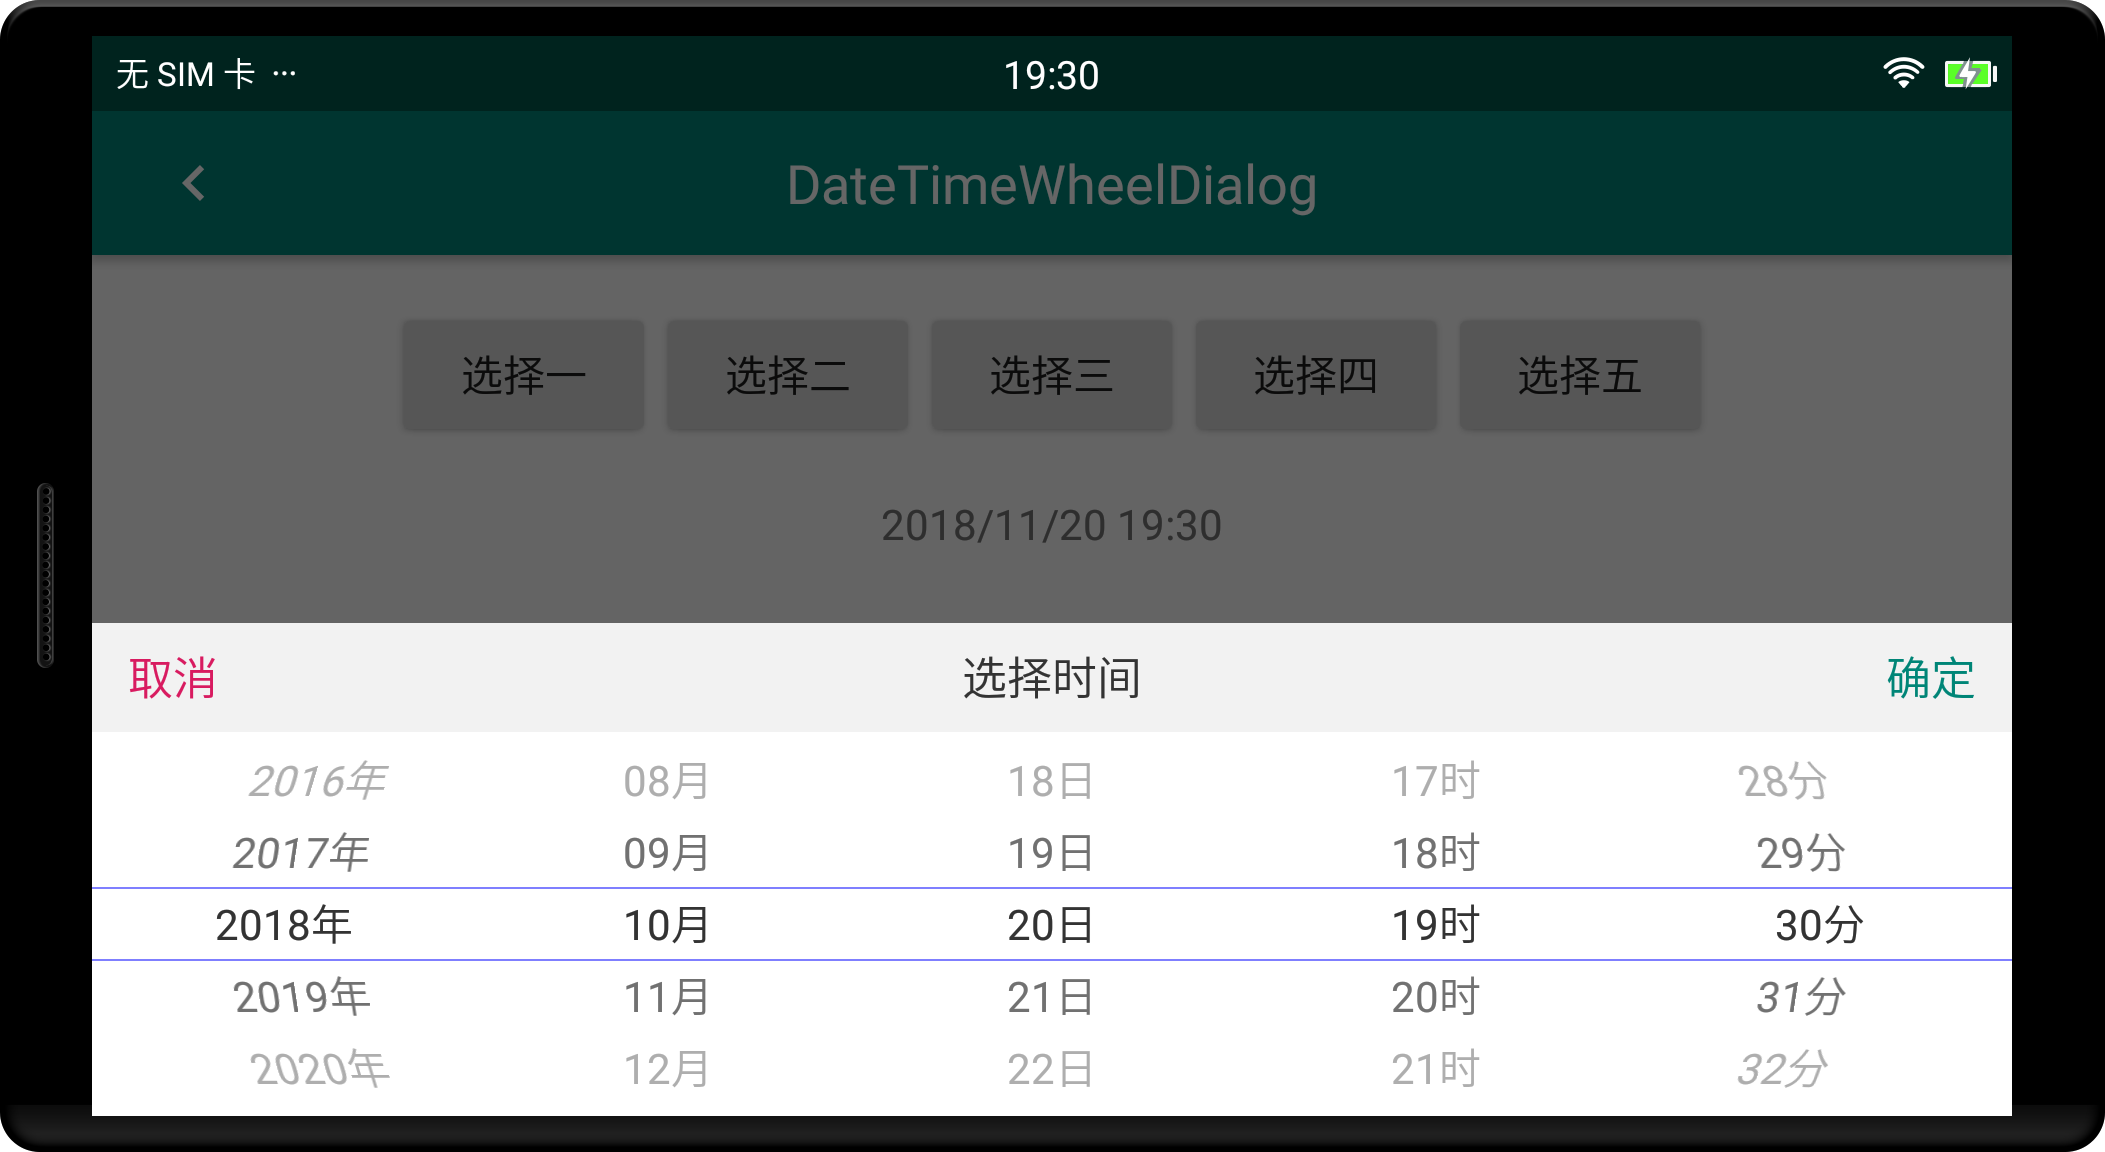 无 SIM 卡 ···
19:30
DateTimeWheelDialog
选择一 选择二 选择三 选择四 选择五
2018/11/20 19:30
取消 选择时间 确定
2016年 08月 18日 17时 28分
2017年 09月 19日 18时 29分
2018年 10月 20日 19时 30分
2019年 11月 21日 20时 31分
2020年 12月 22日 21时 32分